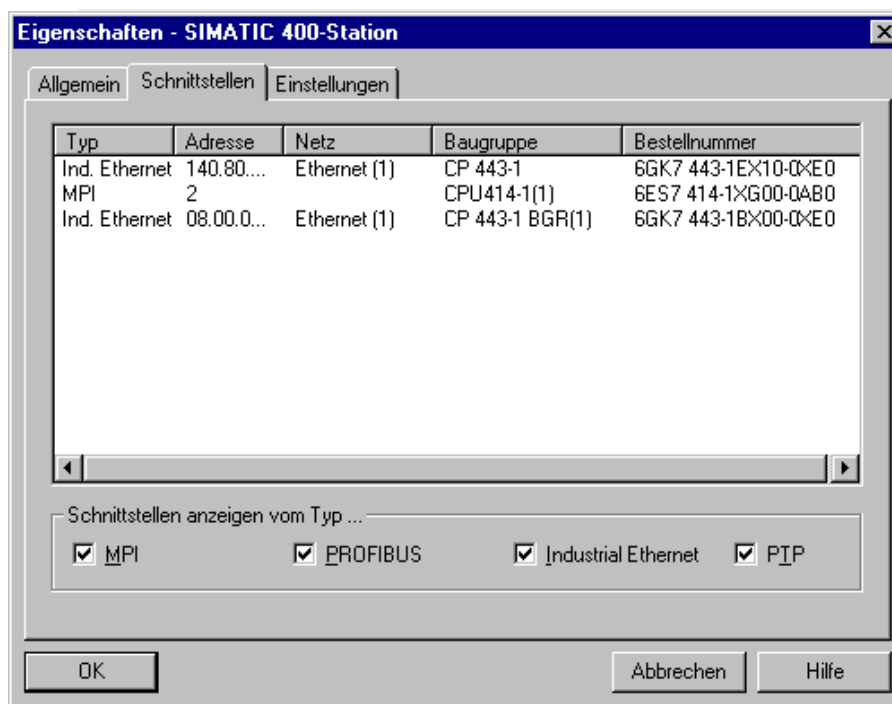 Eigenschaften - SIMATIC 400-Station
Allgemein Schnittstellen Einstellungen
Typ Adresse Netz Baugruppe Bestellnummer
Ind. Ethernet 140.80.... Ethernet (1) CP 443-1 6GK7 443-1EX10-0XE0
MPI 2 CPU414-1(1) 6ES7 414-1XG00-0AB0
Ind. Ethernet 08.00.0... Ethernet (1) CP 443-1 BGR(1) 6GK7 443-1BX00-0XE0
Schnittstellen anzeigen vom Typ ...
MPI PROFIBUS Industrial Ethernet PTP
OK Abbrechen Hilfe